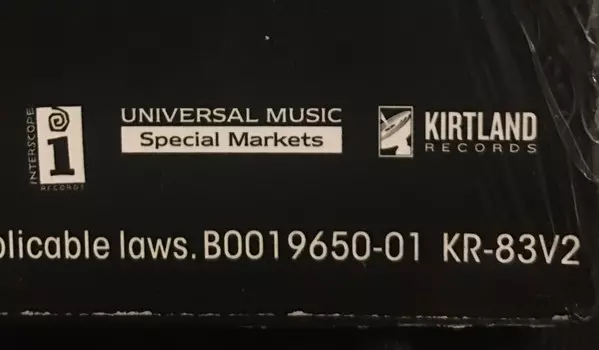 INTERSCOPE
i
RECORDS
UNIVERSAL MUSIC
Special Markets
KIRTLAND
RECORDS
plicable laws. B0019650-01 KR-83V2